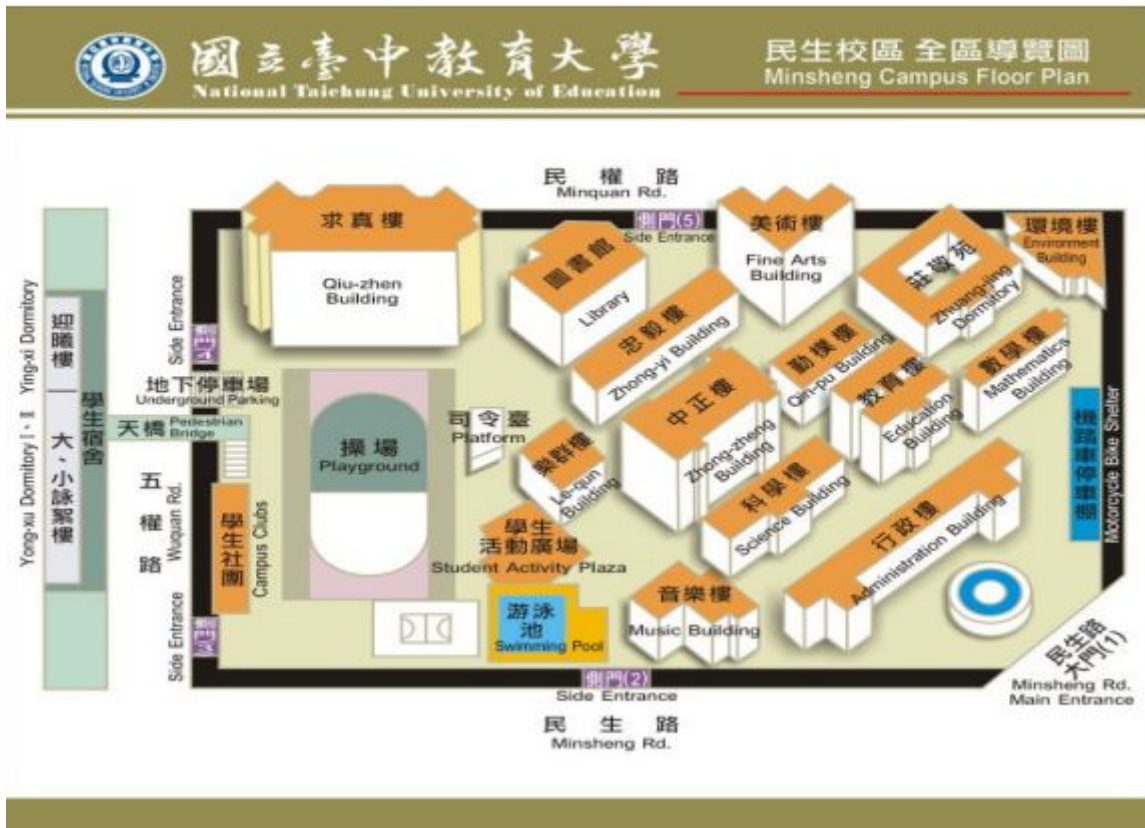 國立臺中教育大學
National Taichung University of Education
民生校區 全區導覽圖
Minsheng Campus Floor Plan
民權路
Minquan Rd.
求真樓
Qiu-zhen
Building
圖書館
Library
側門(5)
Side Entrance
美術樓
Fine Arts
Building
莊敬苑
Zhuang-jing
Dormitory
環境樓
Environment
Building
忠毅樓
Zhong-yi Building
勤樸樓
Qin-pu Building
教育樓
Education
Building
數學樓
Mathematics
Building
中正樓
Zhong-zheng
Building
科學樓
Science Building
行政樓
Administration Building
機踏車停車棚
Motorcycle Bike Shelter
樂群樓
Le-qun
Building
司令臺
Platform
操場
Playground
地下停車場
Underground Parking
天橋
Pedestrian
Bridge
Side Entrance
側門4
迎曦樓
Ying-xi Dormitory
大、小詠絮樓
Yong-xu Dormitory I、II
學生宿舍
五權路
Wuquan Rd.
學生社團
Campus Clubs
Side Entrance
側門3
學生
活動廣場
Student Activity Plaza
游泳
池
Swimming Pool
音樂樓
Music Building
側門(2)
Side Entrance
民生路
Minsheng Rd.
民生路
大門(1)
Minsheng Rd.
Main Entrance